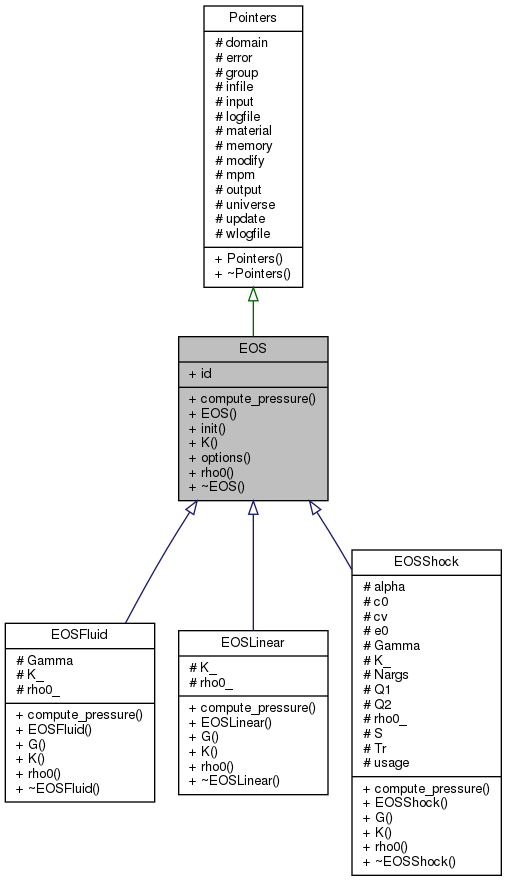 Pointers
# domain
# error
# group
# infile
# input
# logfile
# material
# memory
# modify
# mpm
# output
# universe
# update
# wlogfile
+ Pointers()
+ ~Pointers()
EOS
+ id
+ compute_pressure()
+ EOS()
+ init()
+ K()
+ options()
+ rho0()
+ ~EOS()
EOSFluid
# Gamma
# K_
# rho0_
+ compute_pressure()
+ EOSFluid()
+ G()
+ K()
+ rho0()
+ ~EOSFluid()
EOSLinear
# K_
# rho0_
+ compute_pressure()
+ EOSLinear()
+ G()
+ K()
+ rho0()
+ ~EOSLinear()
EOSShock
# alpha
# c0
# cv
# e0
# Gamma
# K_
# Nargs
# Q1
# Q2
# rho0_
# S
# Tr
# usage
+ compute_pressure()
+ EOSShock()
+ G()
+ K()
+ rho0()
+ ~EOSShock()